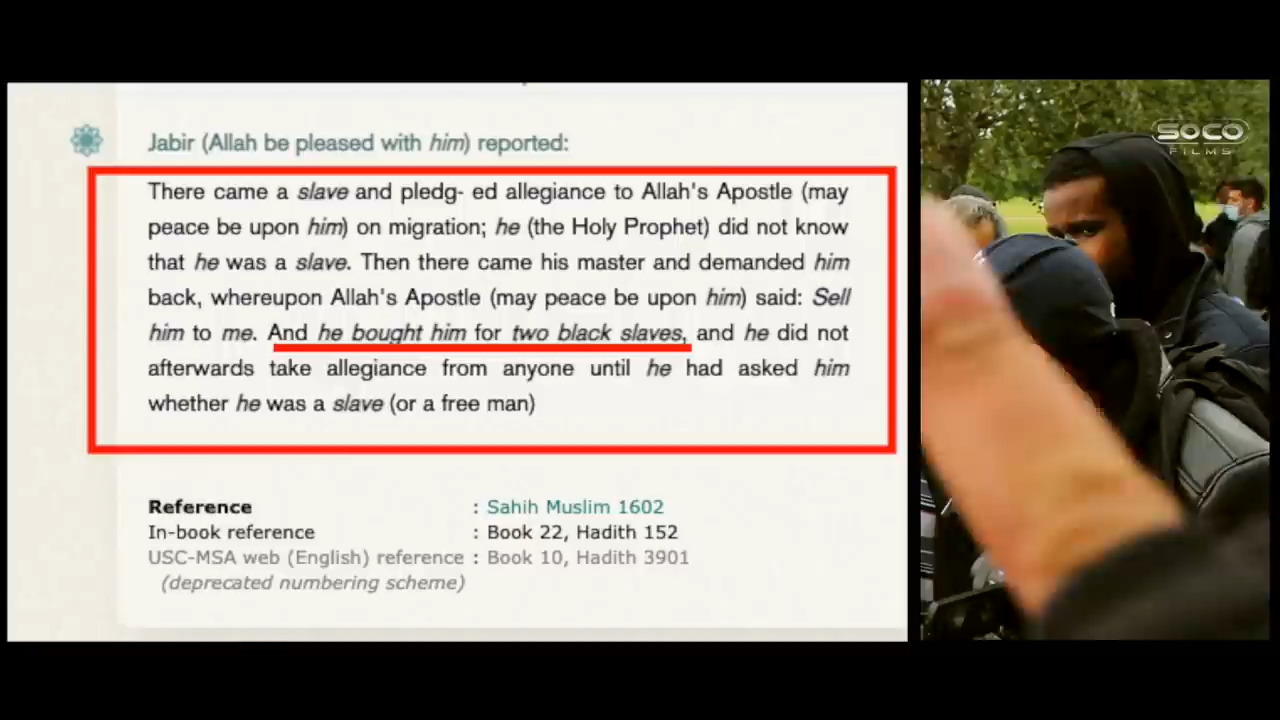 Jabir (Allah be pleased with him) reported:
There came a slave and pledg- ed allegiance to Allah's Apostle (may
peace be upon him) on migration; he (the Holy Prophet) did not know
that he was a slave. Then there came his master and demanded him
back, whereupon Allah's Apostle (may peace be upon him) said: Sell
him to me. And he bought him for two black slaves, and he did not
afterwards take allegiance from anyone until he had asked him
whether he was a slave (or a free man)
Reference : Sahih Muslim 1602
In-book reference : Book 22, Hadith 152
USC-MSA web (English) reference : Book 10, Hadith 3901
(deprecated numbering scheme)
SOCO
FILMS